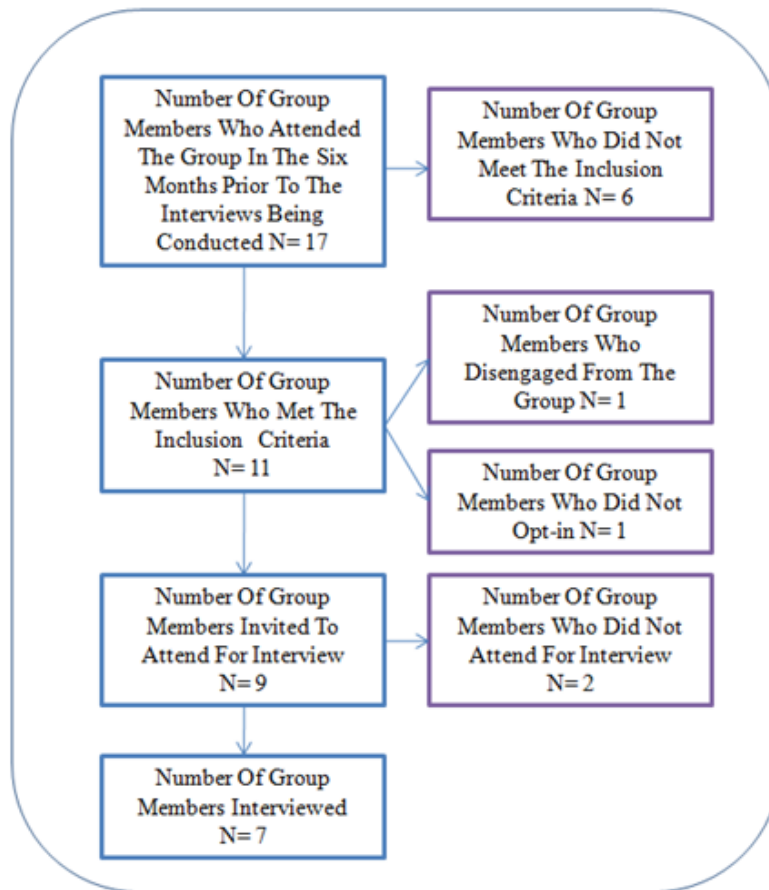 Number Of Group
Members Who Attended
The Group In The Six
Months Prior To The
Interviews Being
Conducted N= 17
Number Of Group
Members Who Did Not
Meet The Inclusion
Criteria N= 6
Number Of Group
Members Who Met The
Inclusion Criteria
N= 11
Number Of Group
Members Who
Disengaged From The
Group N= 1
Number Of Group
Members Who Did Not
Opt-in N= 1
Number Of Group
Members Invited To
Attend For Interview
N= 9
Number Of Group
Members Who Did Not
Attend For Interview
N= 2
Number Of Group
Members Interviewed
N= 7